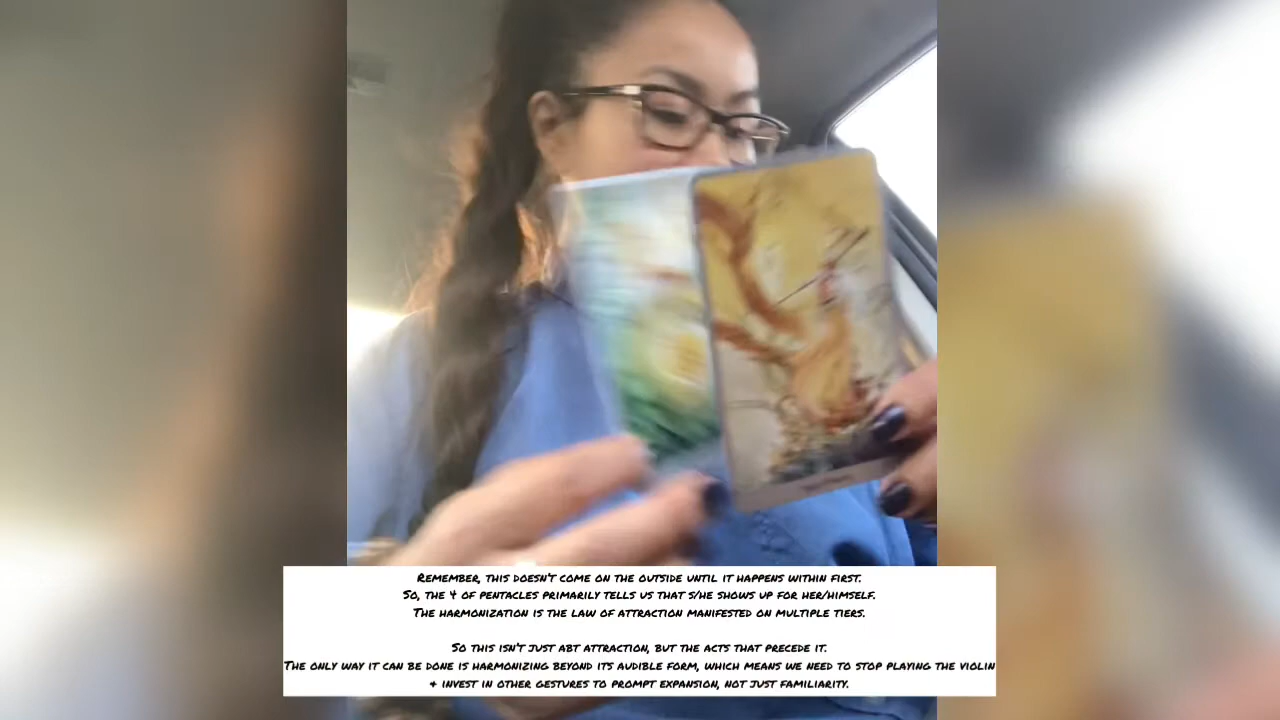 Remember, this doesn't come on the outside until it happens within first.
So, the 4 of pentacles primarily tells us that s/he shows up for her/himself.
The harmonization is the law of attraction manifested on multiple tiers.
So this isn't just abt attraction, but the acts that precede it.
The only way it can be done is harmonizing beyond its audible form, which means we need to stop playing the violin
& invest in other gestures to prompt expansion, not just familiarity.